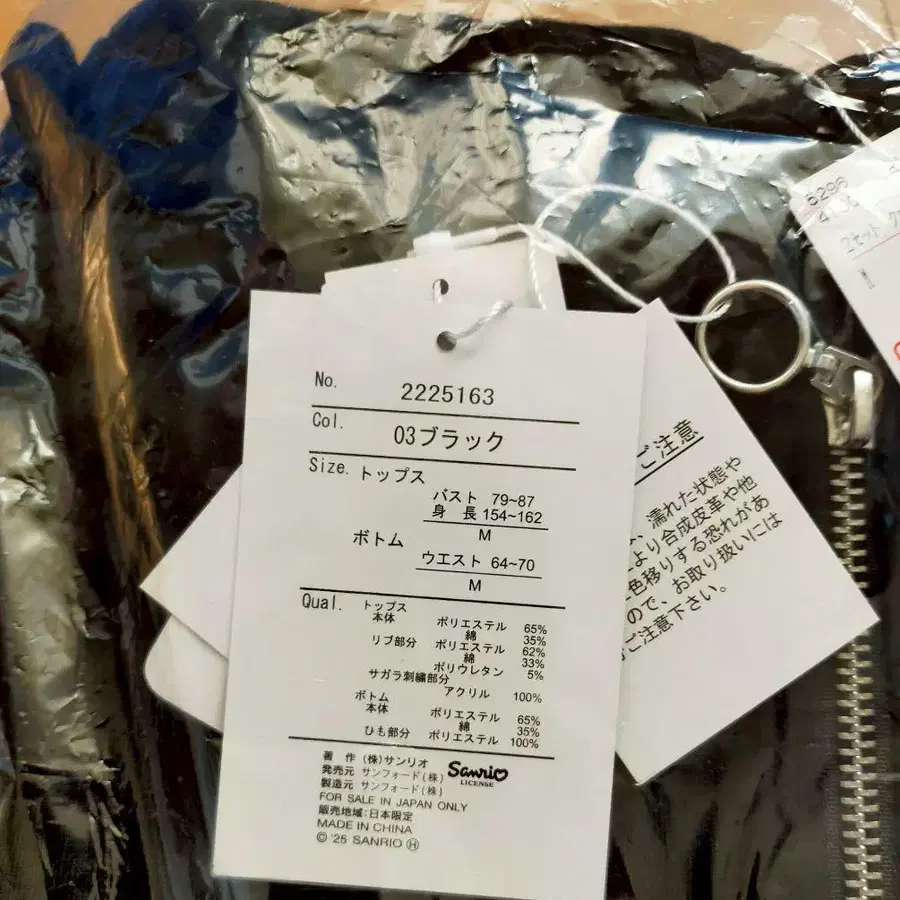 No. 2225163
Col. 03ブラック
Size. トップス
バスト 79~87
身 長 154~162
M
ボトム ウエスト 64~70
M
Qual. トップス
本体 ポリエステル 65%
綿 35%
リブ部分 ポリエステル 62%
綿 33%
ポリウレタン 5%
サガラ刺繍部分
アクリル 100%
ボトム
本体 ポリエステル 65%
綿 35%
ひも部分 ポリエステル 100%
著 作 (株)サンリオ
発売元 サンフォード(株)
製造元 サンフォード(株)
Sanrio
LICENSE
FOR SALE IN JAPAN ONLY
販売地域:日本限定
MADE IN CHINA
© '25 SANRIO Ⓗ
ご注意
、濡れた状態や
より合成皮革や他
色移りする恐れがあ
ので、お取り扱いには
ご注意下さい。
6296
2セット